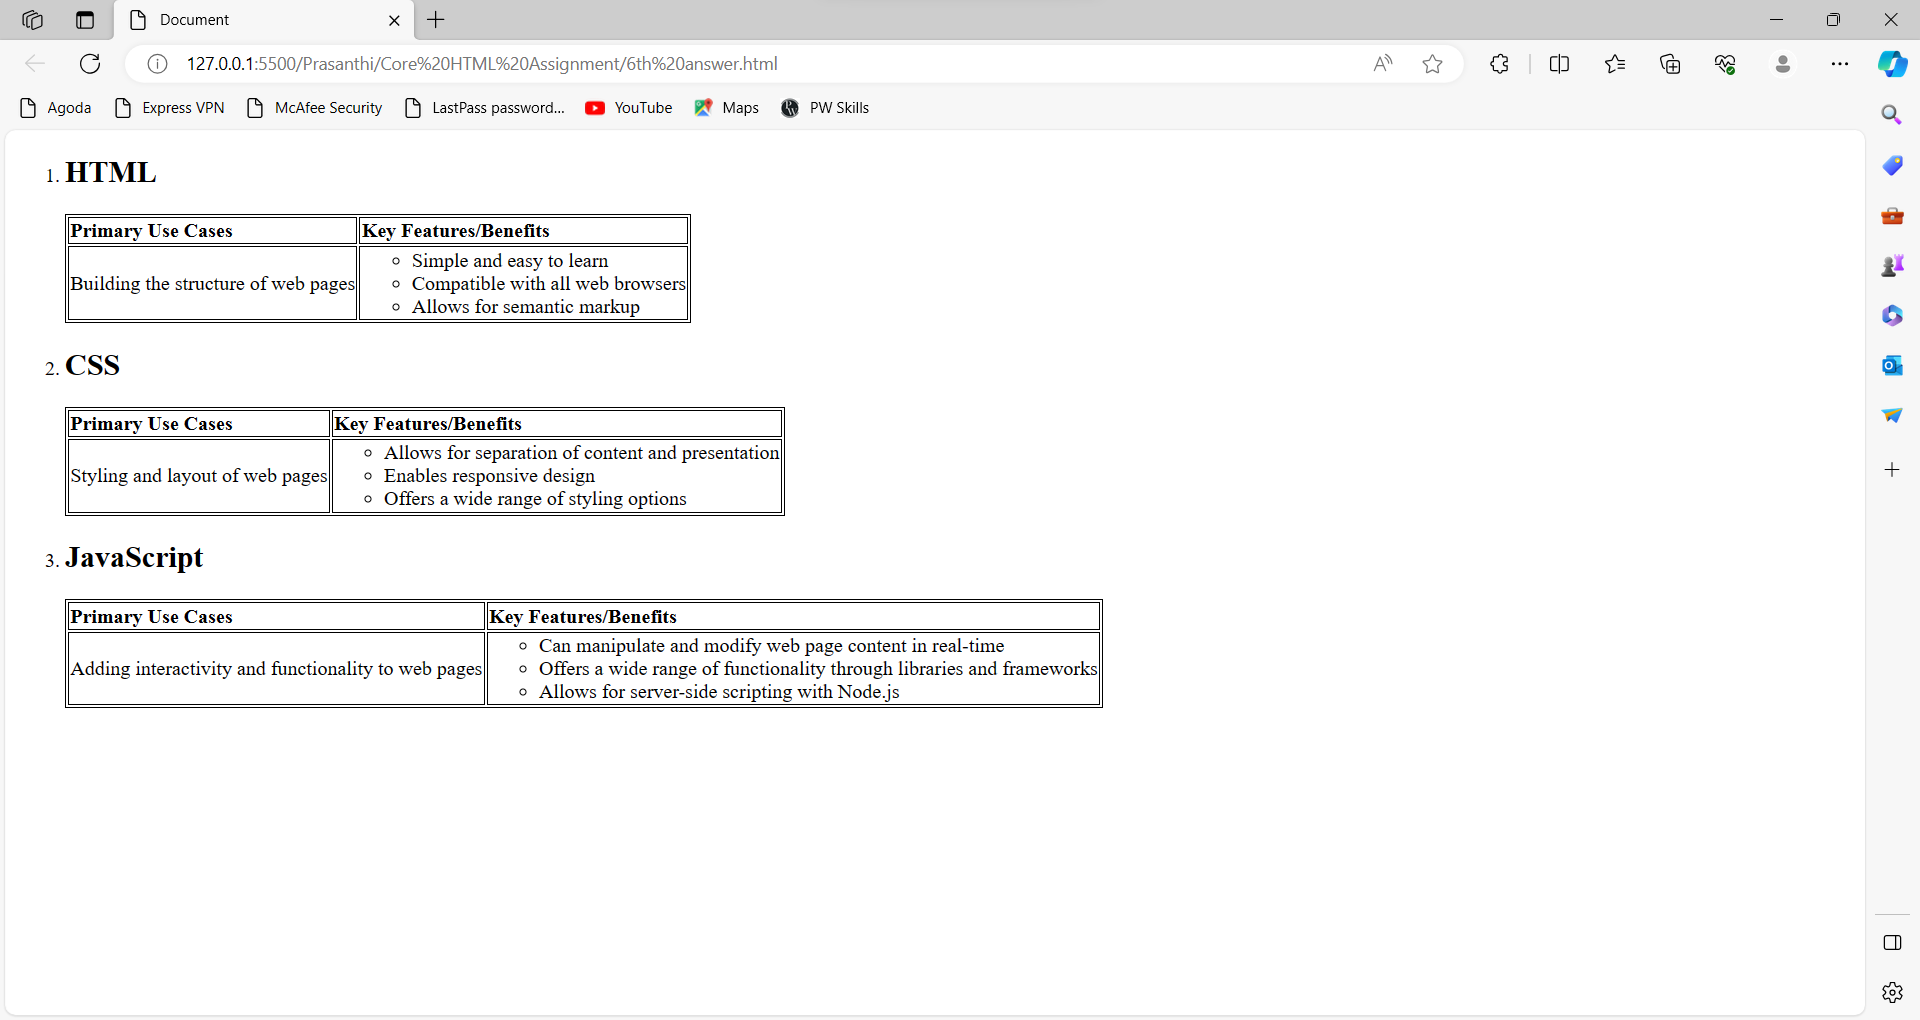 Document
127.0.0.1:5500/Prasanthi/Core%20HTML%20Assignment/6th%20answer.html
Agoda Express VPN McAfee Security LastPass password... YouTube Maps PW Skills
1. HTML
Primary Use Cases Key Features/Benefits
Building the structure of web pages
Simple and easy to learn
Compatible with all web browsers
Allows for semantic markup
2. CSS
Primary Use Cases Key Features/Benefits
Styling and layout of web pages
Allows for separation of content and presentation
Enables responsive design
Offers a wide range of styling options
3. JavaScript
Primary Use Cases Key Features/Benefits
Adding interactivity and functionality to web pages
Can manipulate and modify web page content in real-time
Offers a wide range of functionality through libraries and frameworks
Allows for server-side scripting with Node.js